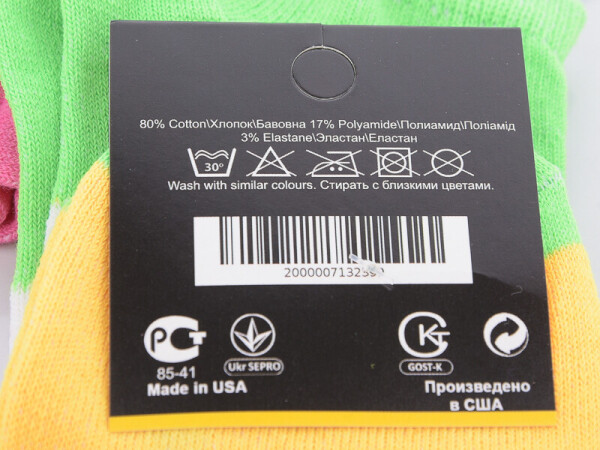 80% Cotton\Хлопок\Бавовна 17% Polyamide\Полиамид\Поліамід
3% Elastane\Эластан\Еластан
30°
Wash with similar colours. Стирать с близкими цветами.
85-41
Ukr SEPRO
GOST-K
Made in USA
Произведено
в США